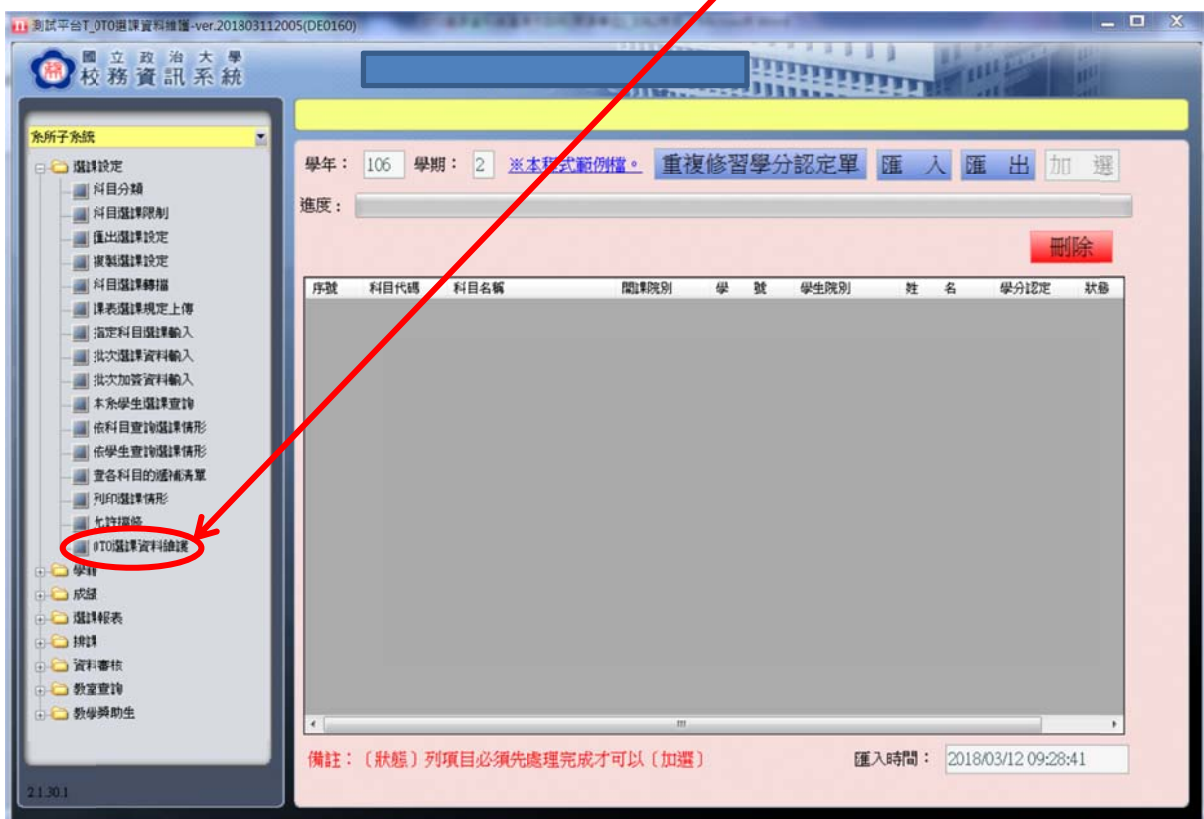 測試平台T_OTO選課資料維護-ver.201803112005(DE0160)
國立政治大學
校務資訊系統
系所子系統
選課設定
科目分類
科目選課限制
匯出選課設定
複製選課設定
科目選課轉擋
課表選課規定上傳
指定科目選課輸入
批次選課資料輸入
批次加簽資料輸入
本系學生選課查詢
依科目查詢選課情形
依學生查詢選課情形
查各科目的遞補清單
列印選課情形
允許擋修
OTO選課資料維護
學籍
成績
選課報表
排課
資料審核
教室查詢
教學獎助生
2.1.30.1
學年： 106 學期： 2 ※本程式範例檔。 重複修習學分認定單 匯 入 匯 出 加 選
進度：
刪除
序號 科目代碼 科目名稱 開課院別 學 號 學生院別 姓 名 學分認定 狀態
備註：〔狀態〕列項目必須先處理完成才可以〔加選〕 匯入時間： 2018/03/12 09:28:41